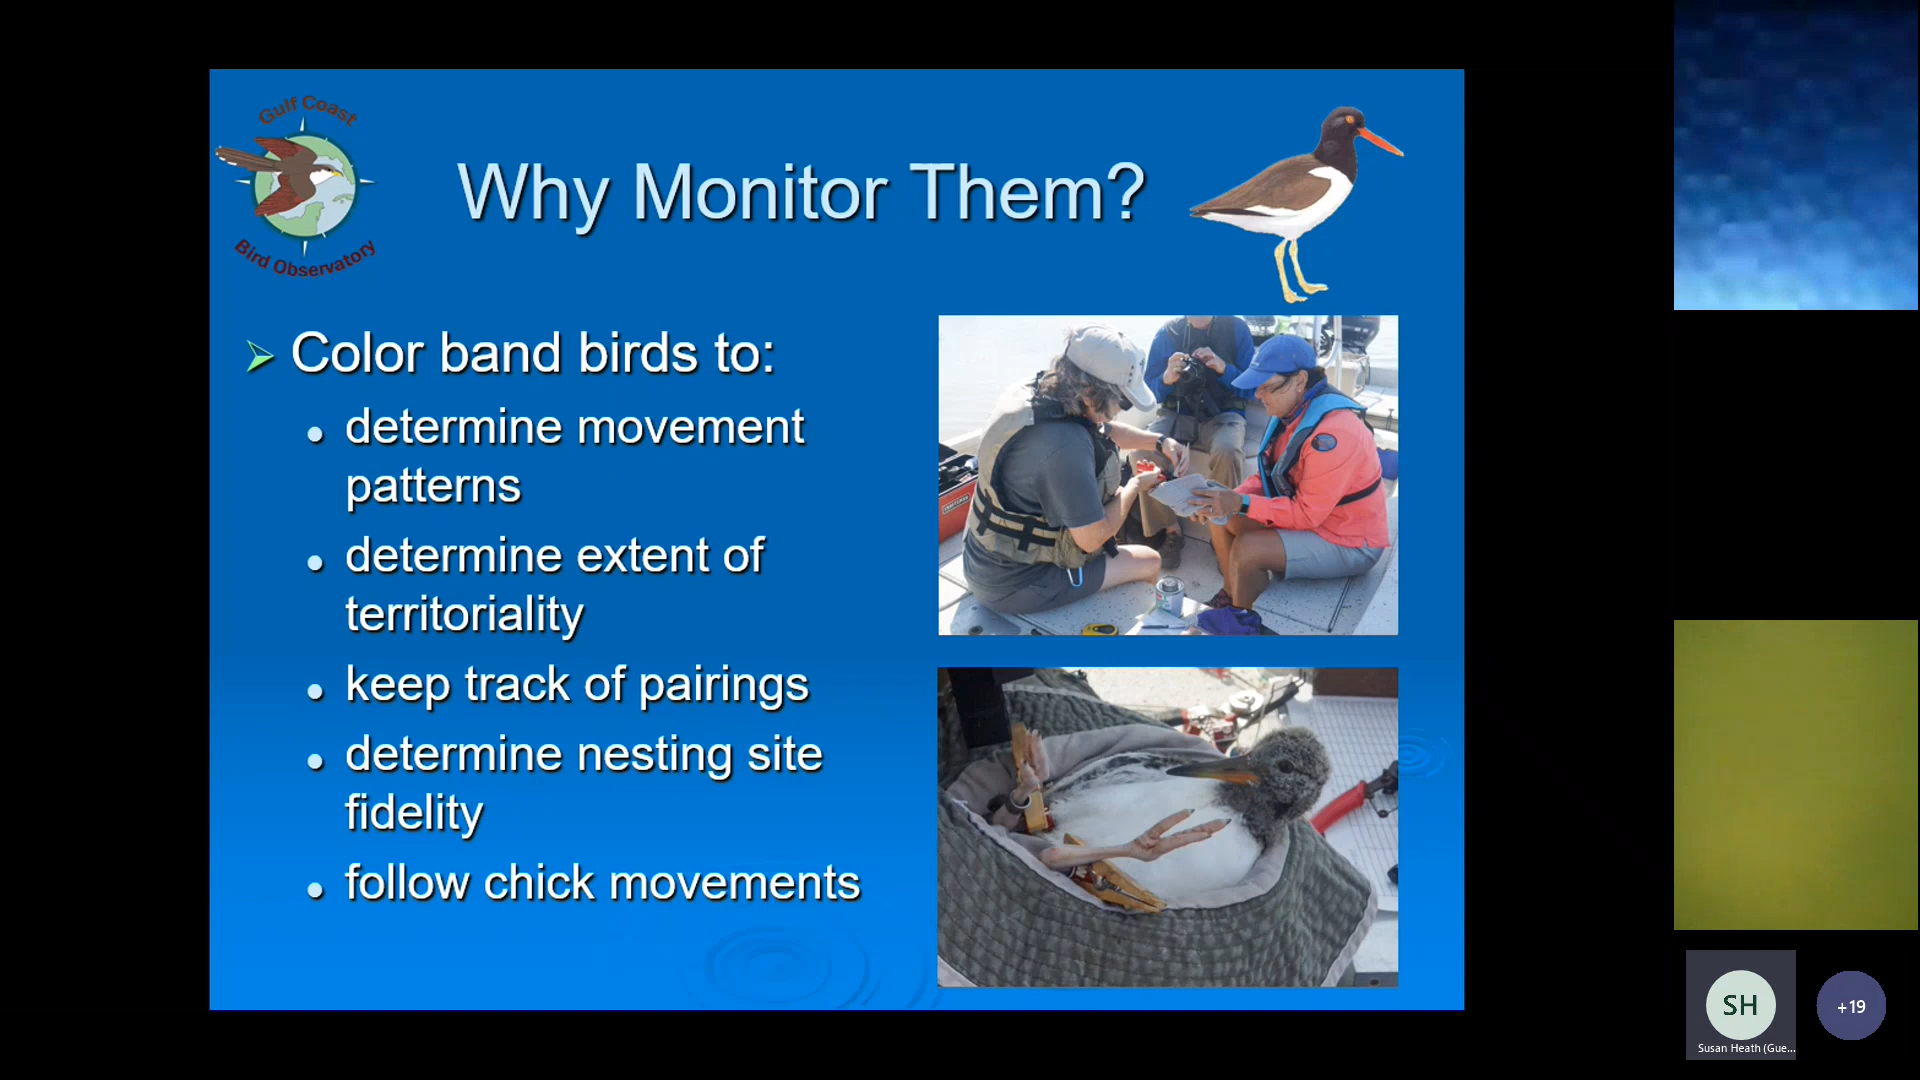 Gulf Coast
Bird Observatory
Why Monitor Them?
Color band birds to:
determine movement
patterns
determine extent of
territoriality
keep track of pairings
determine nesting site
fidelity
follow chick movements
SH
Susan Heath (Gue...
+19